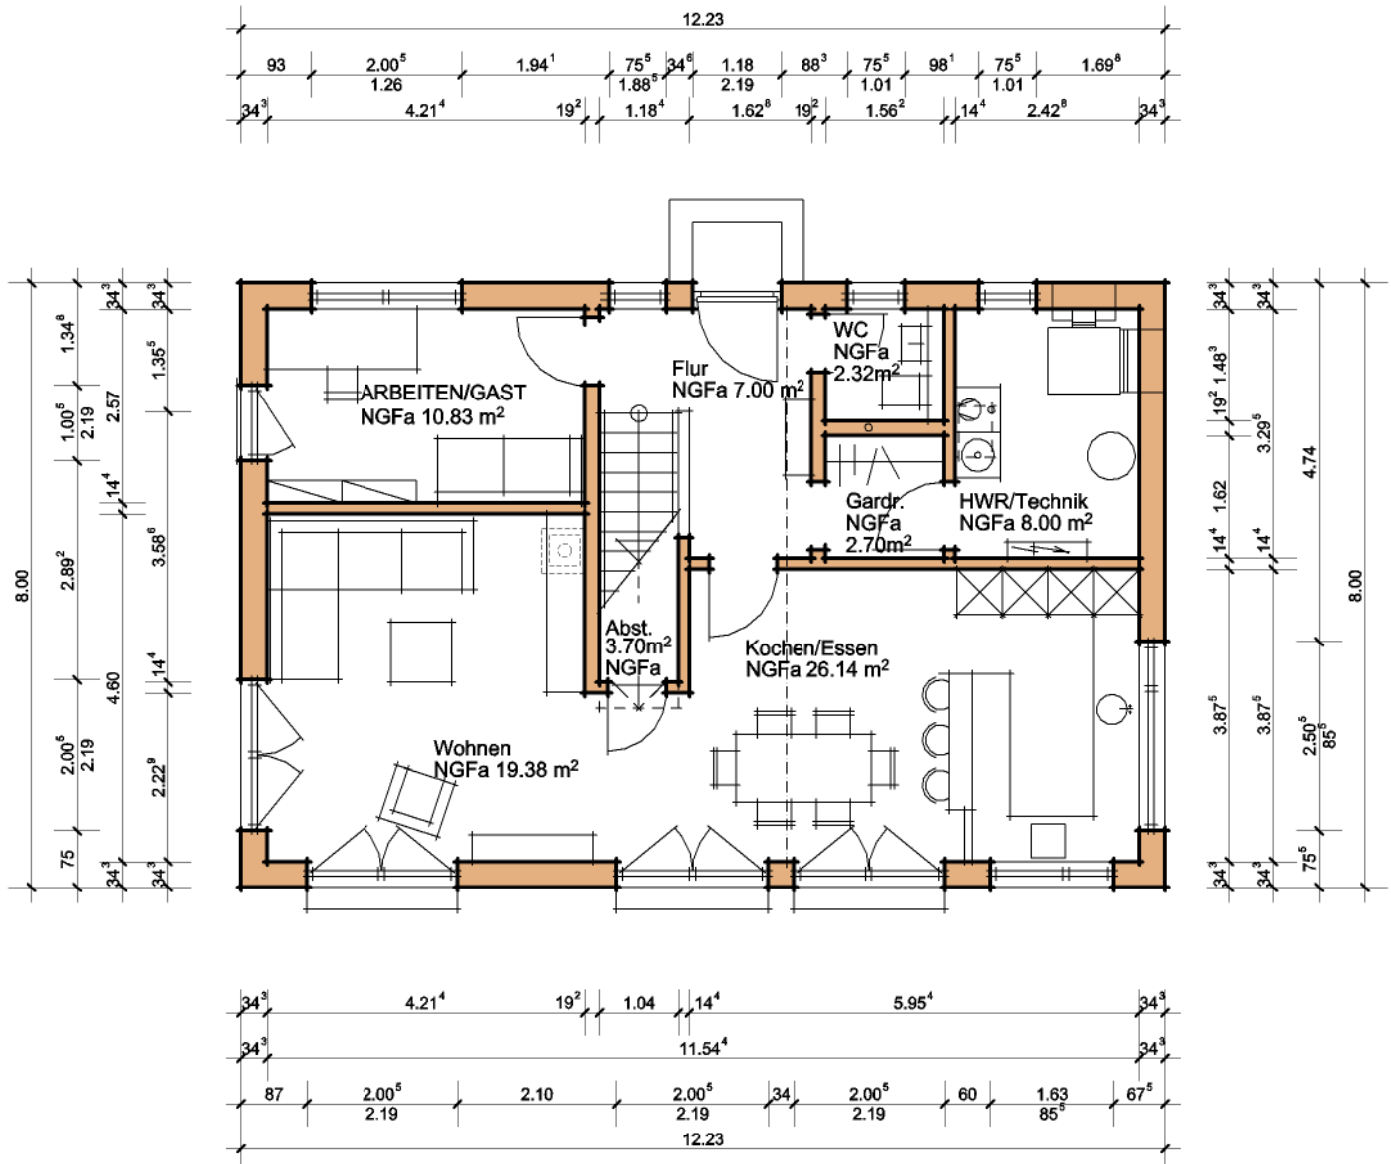 12.23
93 2.00⁵ 1.94¹ 75⁵ 34⁶ 1.18 88³ 75⁵ 98¹ 75⁵ 1.69⁸
1.26 1.88⁵ 2.19 1.01 1.01
34³ 4.21⁴ 19² 1.18⁴ 1.62⁸ 19² 1.56² 14⁴ 2.42⁸ 34³
8.00
1.34⁸
1.00⁵
2.19
2.89²
2.00⁵
2.19
75
34³
2.57
14⁴
4.60
34³
34³
1.35⁵
3.58⁶
14⁴
2.22⁹
34³
ARBEITEN/GAST
NGFa 10.83 m²
Flur
NGFa 7.00 m²
WC
NGFa
2.32m²
Gardr.
NGFa
2.70m²
HWR/Technik
NGFa 8.00 m²
Abst.
3.70m²
NGFa
Kochen/Essen
NGFa 26.14 m²
Wohnen
NGFa 19.38 m²
34³
1.48³
19²
1.62
14⁴
3.87⁵
34³
34³
3.29⁵
14⁴
3.87⁵
34³
4.74
2.50⁵
85⁵
75⁵
8.00
34³ 4.21⁴ 19² 1.04 14⁴ 5.95⁴ 34³
34³ 11.54⁴ 34³
87 2.00⁵ 2.10 2.00⁵ 34 2.00⁵ 60 1.63 67⁵
2.19 2.19 2.19 85⁵
12.23